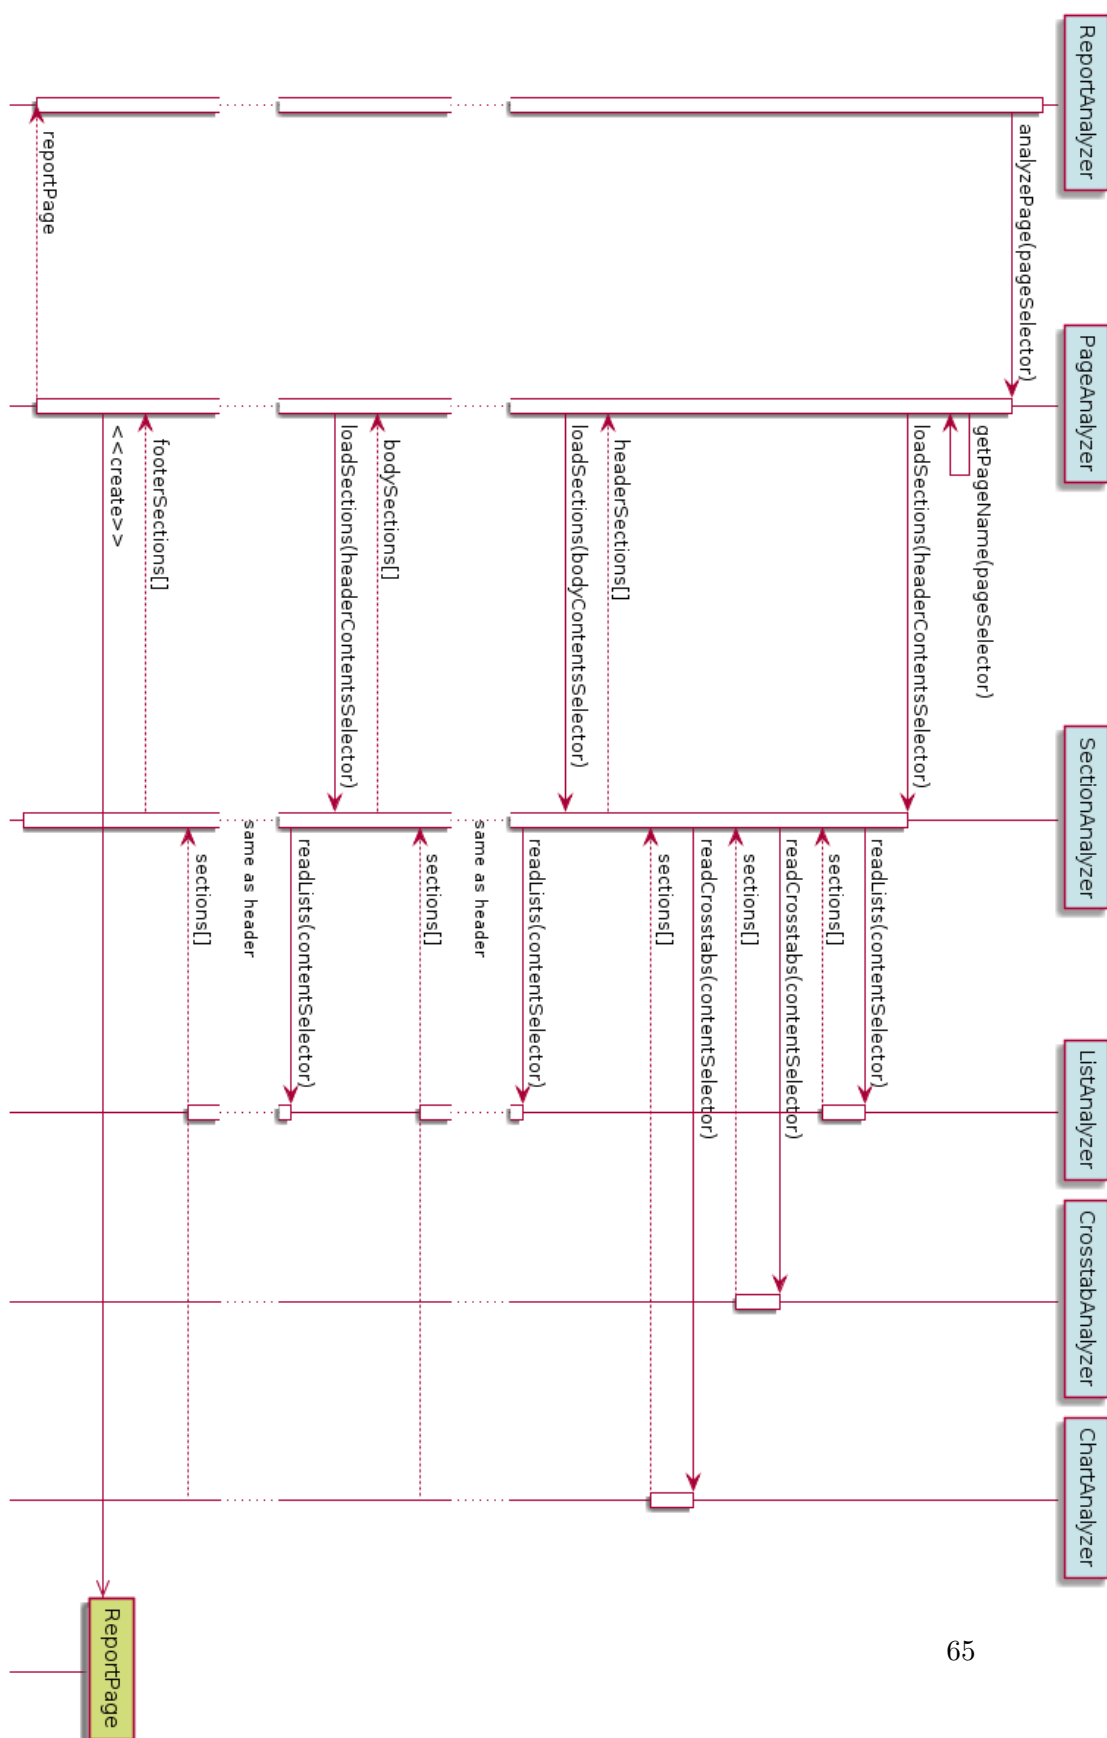 ReportAnalyzer
PageAnalyzer
SectionAnalyzer
ListAnalyzer
CrosstabAnalyzer
ChartAnalyzer
analyzePage(pageSelector)
getPageName(pageSelector)
loadSections(headerContentsSelector)
readLists(contentSelector)
sections[]
readCrosstabs(contentSelector)
sections[]
readCrosstabs(contentSelector)
sections[]
headerSections[]
loadSections(bodyContentsSelector)
readLists(contentSelector)
same as header
sections[]
bodySections[]
loadSections(headerContentsSelector)
readLists(contentSelector)
same as header
sections[]
footerSections[]
<<create>>
ReportPage
reportPage
65